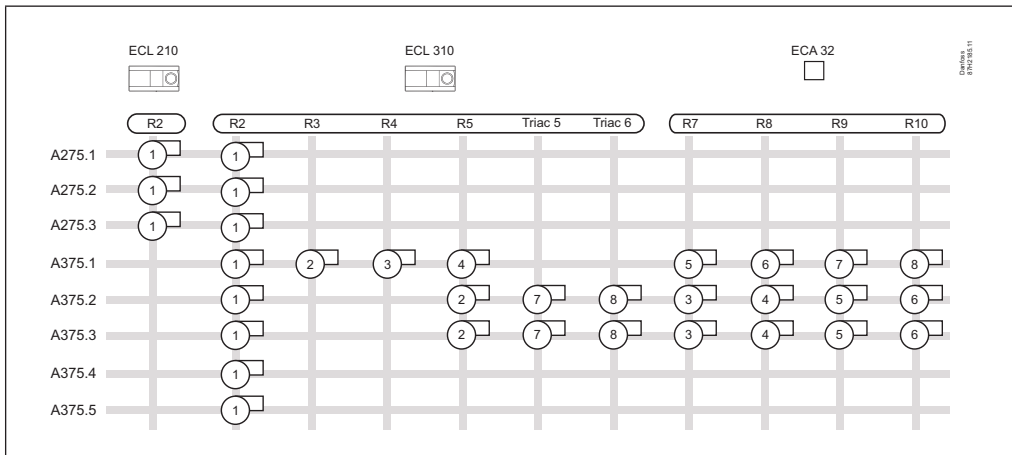 ECL 210 ECL 310 ECA 32
Danfoss
87H2185.11
R2 R2 R3 R4 R5 Triac 5 Triac 6 R7 R8 R9 R10
A275.1 1 1
A275.2 1 1
A275.3 1 1
A375.1 1 2 3 4 5 6 7 8
A375.2 1 2 7 8 3 4 5 6
A375.3 1 2 7 8 3 4 5 6
A375.4 1
A375.5 1